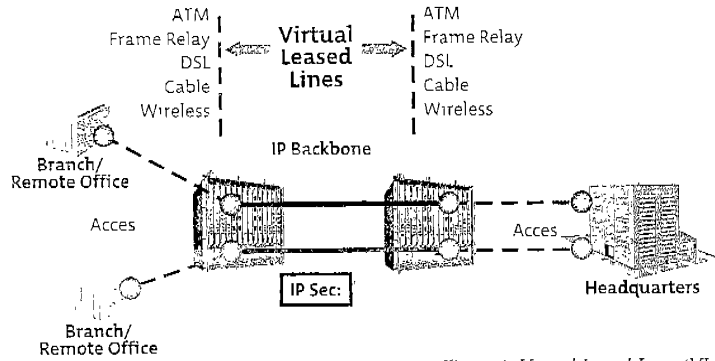 ATM
Frame Relay
DSL
Cable
Wireless
Virtual
Leased
Lines
ATM
Frame Relay
DSL
Cable
Wireless
IP Backbone
Branch/
Remote Office
Acces
Acces
IP Sec:
Headquarters
Branch/
Remote Office